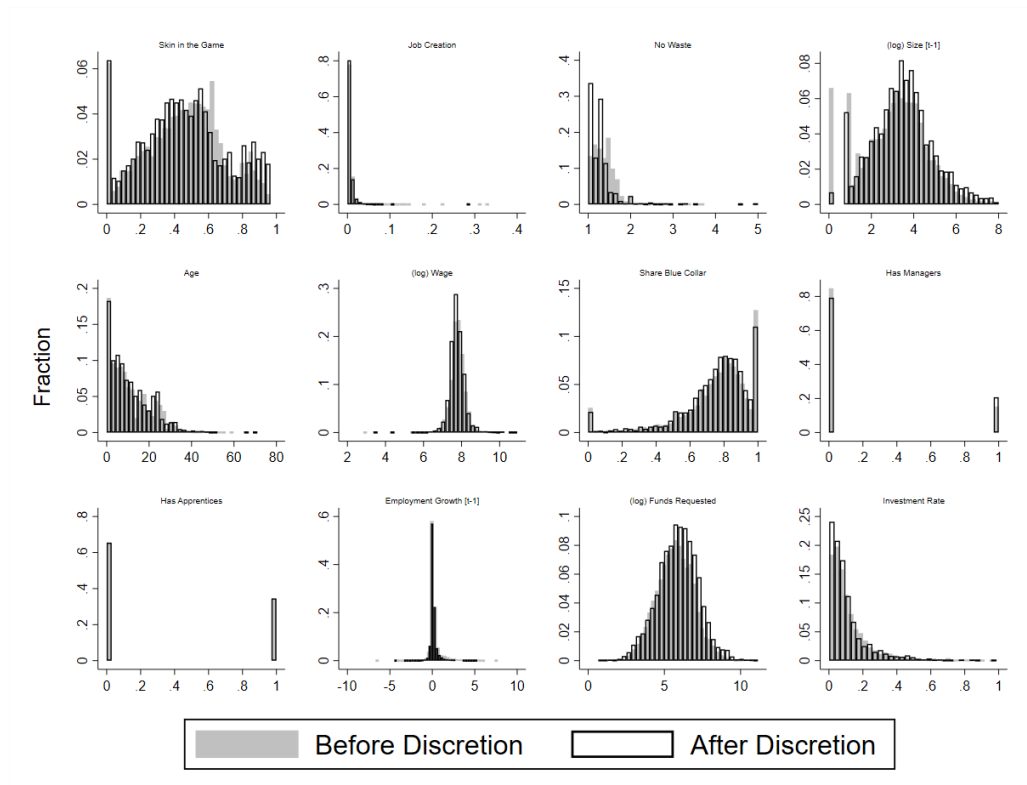 Skin in the Game
Job Creation
No Waste
(log) Size [t-1]
0 .02 .04 .06
0 .2 .4 .6 .8 1
0 .2 .4 .6 .8
0 .1 .2 .3 .4
0 .1 .2 .3 .4
1 2 3 4 5
0 .02 .04 .06 .08
0 2 4 6 8
Fraction
Age
(log) Wage
Share Blue Collar
Has Managers
0 .05 .1 .15 .2
0 20 40 60 80
0 .1 .2 .3
2 4 6 8 10
0 .05 .1 .15
0 .2 .4 .6 .8 1
0 .2 .4 .6 .8
0 .2 .4 .6 .8 1
Has Apprentices
Employment Growth [t-1]
(log) Funds Requested
Investment Rate
0 .2 .4 .6 .8
0 .2 .4 .6 .8 1
0 .2 .4 .6
-10 -5 0 5 10
0 .02 .04 .06 .08 .1
0 5 10
0 .05 .1 .15 .2 .25
0 .2 .4 .6 .8 1
Before Discretion
After Discretion